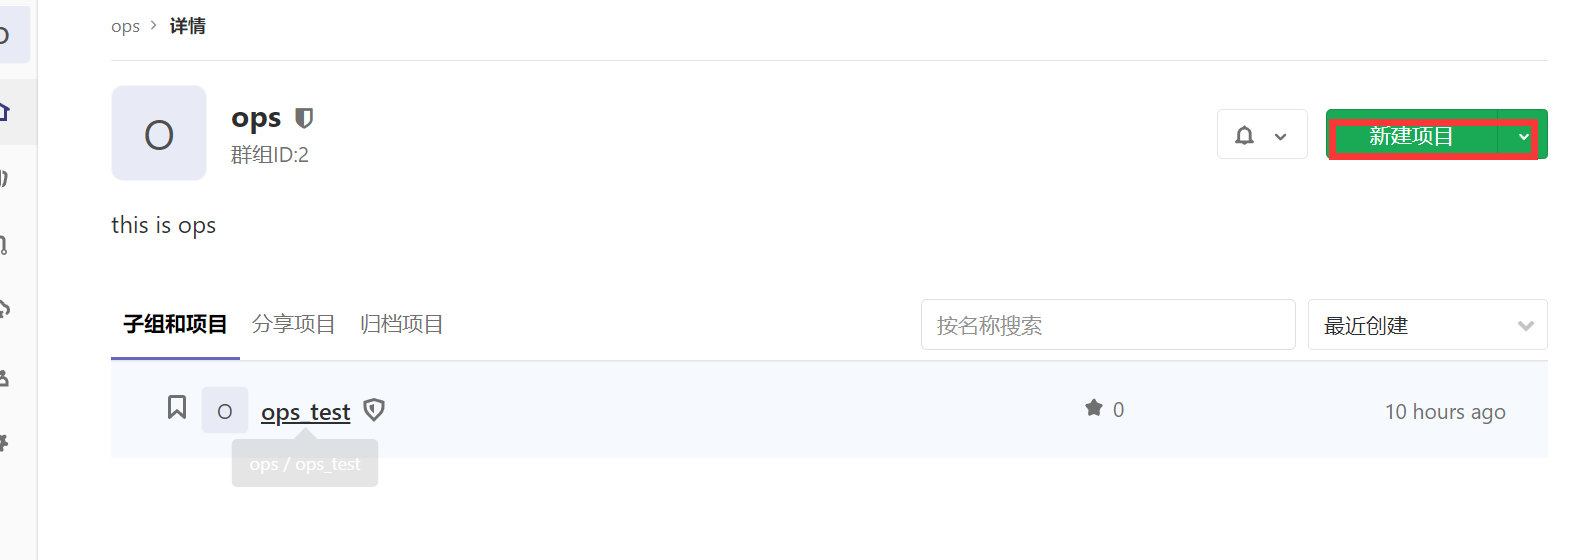 ops > 详情
O
ops
群组ID:2
新建项目
this is ops
子组和项目 分享项目 归档项目
按名称搜索
最近创建
O ops_test
0
10 hours ago
ops / ops_test